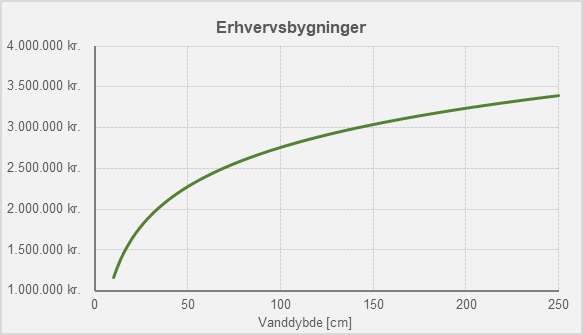 Erhvervsbygninger
4.000.000 kr.
3.500.000 kr.
3.000.000 kr.
2.500.000 kr.
2.000.000 kr.
1.500.000 kr.
1.000.000 kr.
0 50 100 150 200 250
Vanddybde [cm]